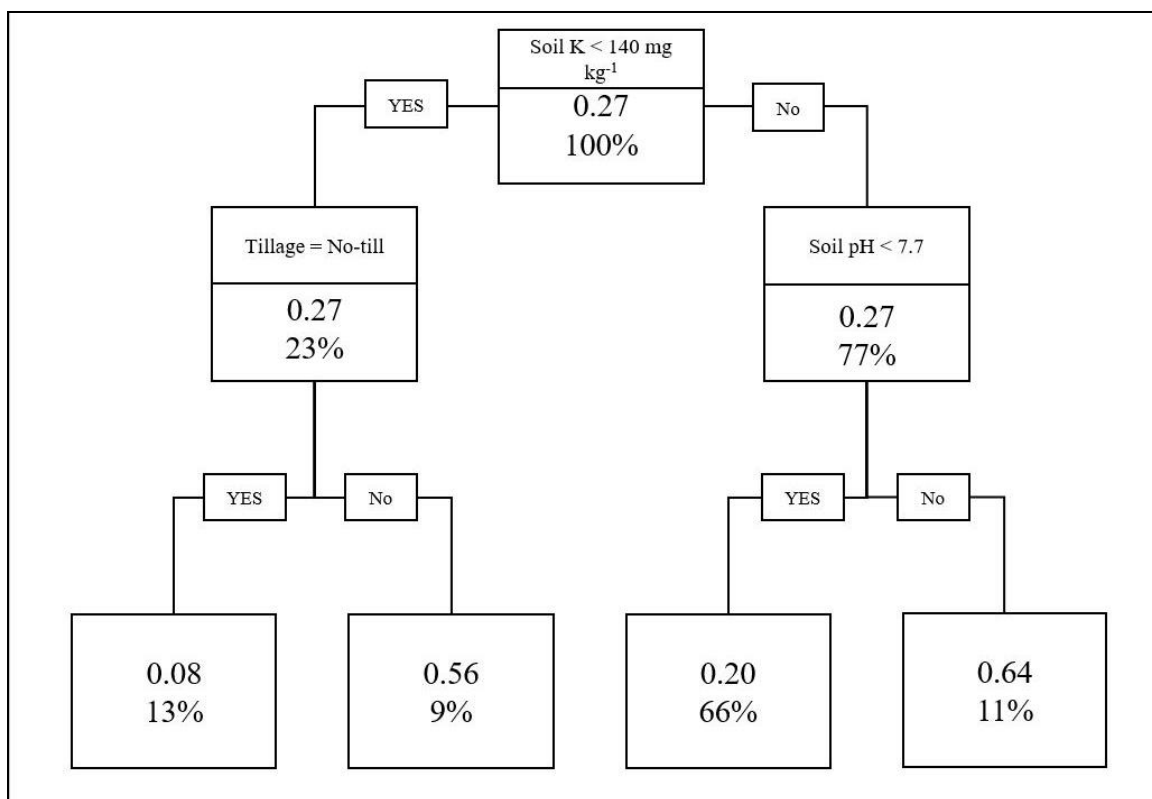 Soil K < 140 mg
kg-1
0.27
100%
YES
No
Tillage = No-till
0.27
23%
Soil pH < 7.7
0.27
77%
YES
No
YES
No
0.08
13%
0.56
9%
0.20
66%
0.64
11%